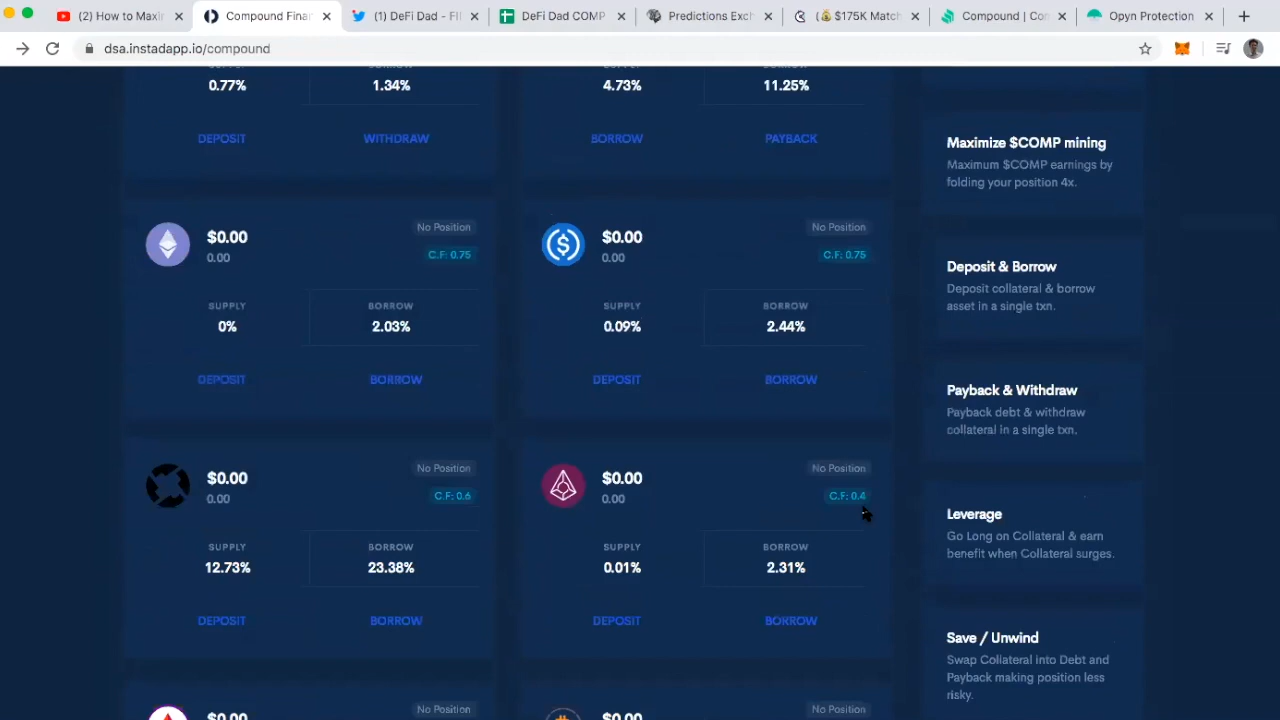 (2) How to Maxir
Compound Finan
(1) DeFi Dad - FII
DeFi Dad COMP
Predictions Exch
$175K Match
Compound | Con
Opyn Protection
dsa.instadapp.io/compound
0.77%
1.34%
DEPOSIT
WITHDRAW
4.73%
11.25%
BORROW
PAYBACK
$0.00
0.00
No Position
C.F: 0.75
SUPPLY
BORROW
0%
2.03%
DEPOSIT
BORROW
$0.00
0.00
No Position
C.F: 0.75
SUPPLY
BORROW
0.09%
2.44%
DEPOSIT
BORROW
$0.00
0.00
No Position
C.F: 0.6
SUPPLY
BORROW
12.73%
23.38%
DEPOSIT
BORROW
$0.00
0.00
No Position
C.F: 0.4
SUPPLY
BORROW
0.01%
2.31%
DEPOSIT
BORROW
$0.00
No Position
$0.00
No Position
Maximize $COMP mining
Maximum $COMP earnings by
folding your position 4x.
Deposit & Borrow
Deposit collateral & borrow
asset in a single txn.
Payback & Withdraw
Payback debt & withdraw
collateral in a single txn.
Leverage
Go Long on Collateral & earn
benefit when Collateral surges.
Save / Unwind
Swap Collateral into Debt and
Payback making position less
risky.